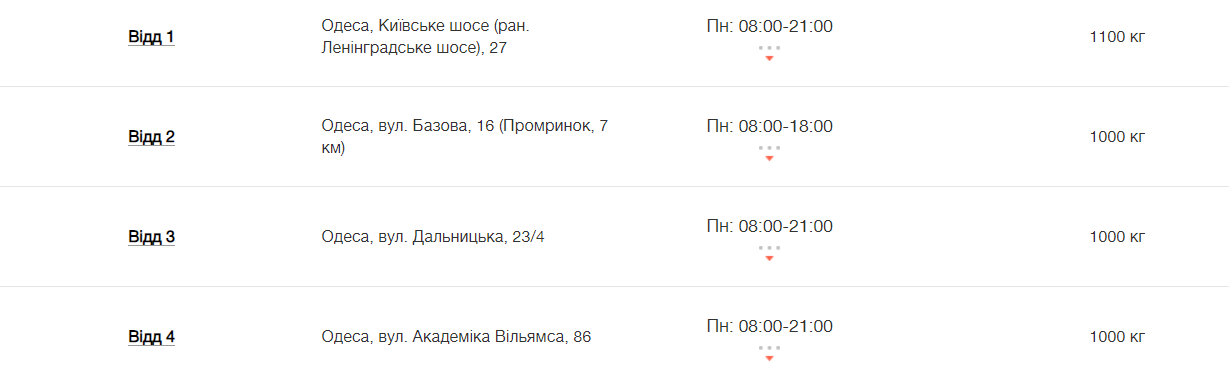 Відд 1
Одеса, Київське шосе (ран.
Ленінградське шосе), 27
Пн: 08:00-21:00
1100 кг
Відд 2
Одеса, вул. Базова, 16 (Промринок, 7
км)
Пн: 08:00-18:00
1000 кг
Відд 3
Одеса, вул. Дальницька, 23/4
Пн: 08:00-21:00
1000 кг
Відд 4
Одеса, вул. Академіка Вільямса, 86
Пн: 08:00-21:00
1000 кг